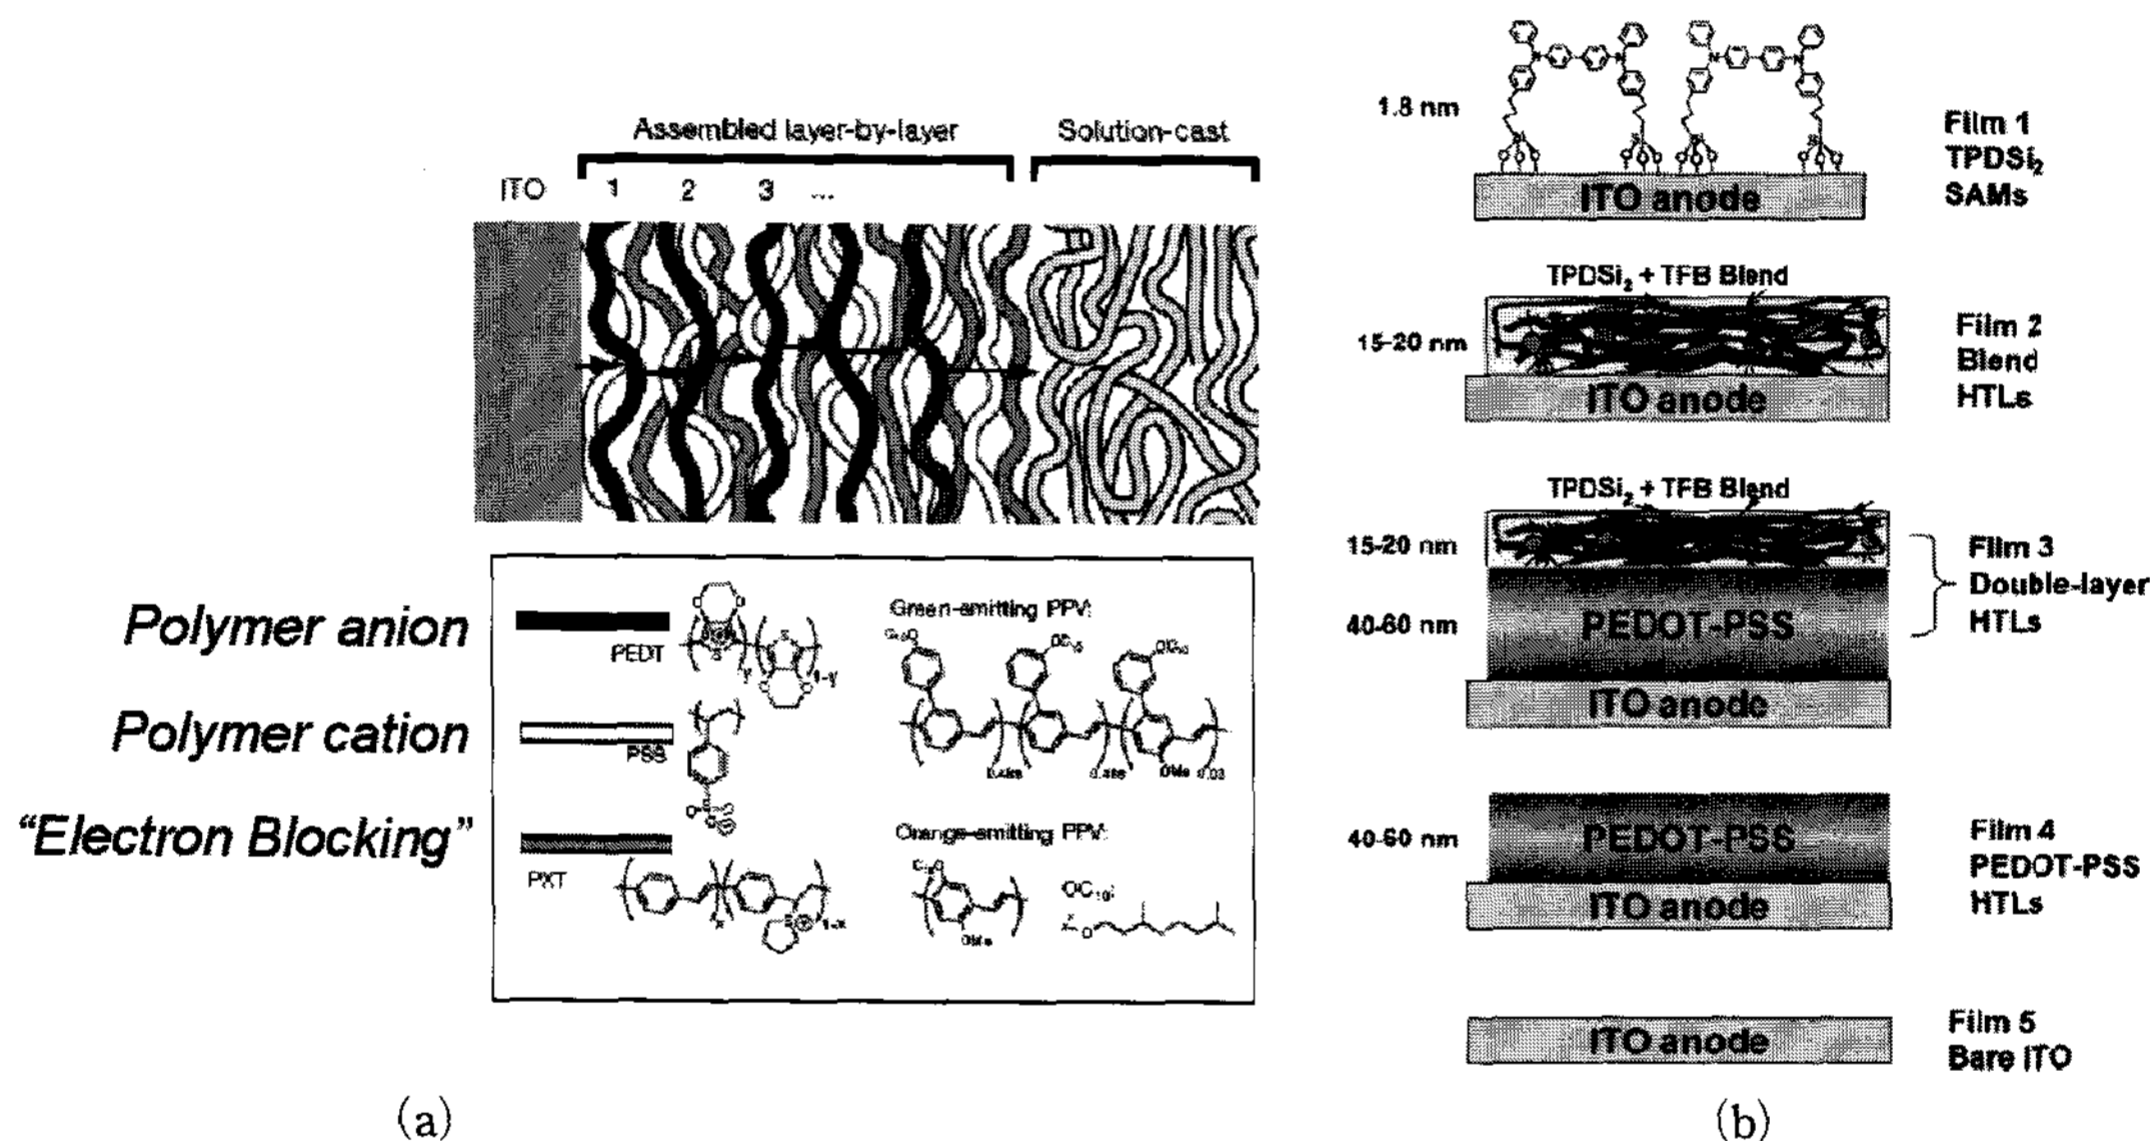 Assembled layer-by-layer
Solution-cast
ITO 1 2 3 ...
Polymer anion
PEDT
Polymer cation
PSS
"Electron Blocking"
PXT
Green-emitting PPV:
OMe
Orange-emitting PPV:
OMe
OC₁₀:
(a)
1.8 nm
ITO anode
Film 1
TPDSi₂
SAMs
TPDSi₂ + TFB Blend
15-20 nm
ITO anode
Film 2
Blend
HTLs
TPDSi₂ + TFB Blend
15-20 nm
40-60 nm
PEDOT-PSS
ITO anode
Film 3
Double-layer
HTLs
40-60 nm
PEDOT-PSS
ITO anode
Film 4
PEDOT-PSS
HTLs
ITO anode
Film 5
Bare ITO
(b)